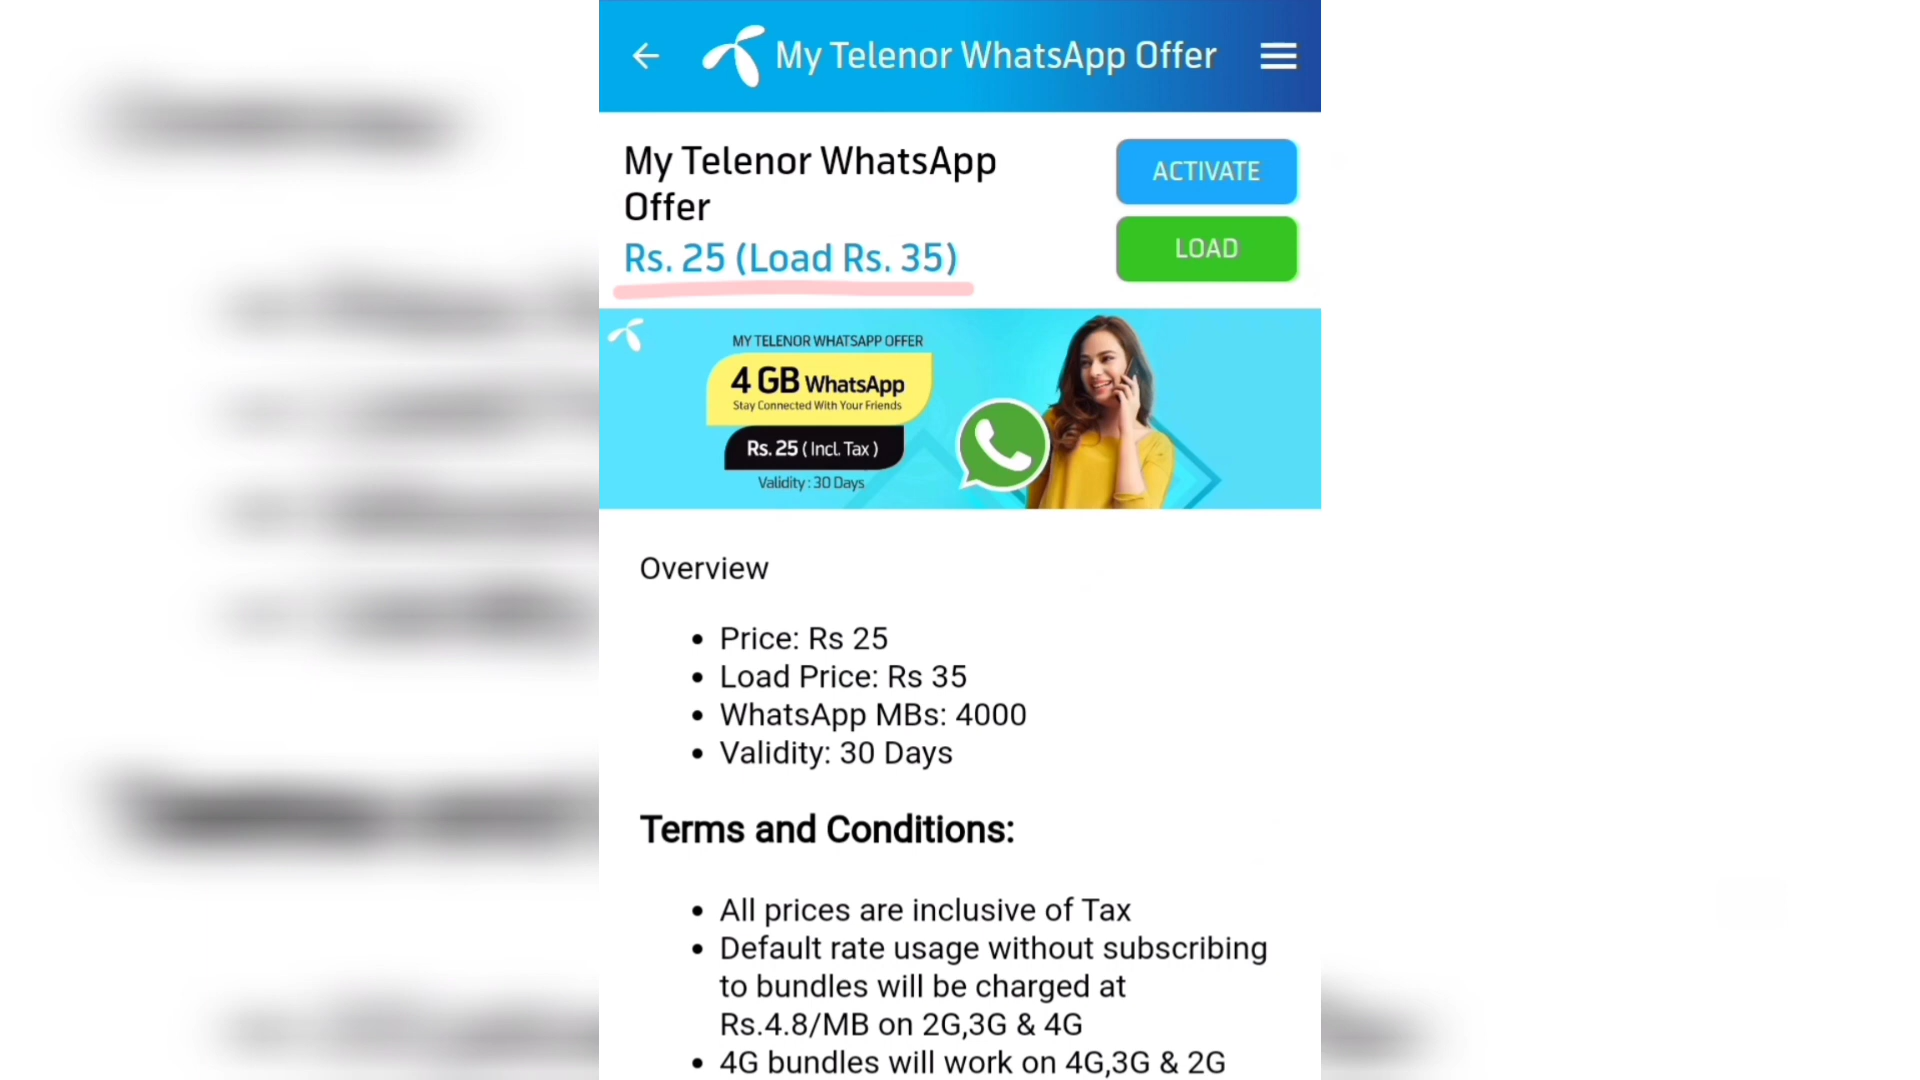 My Telenor WhatsApp Offer
My Telenor WhatsApp
Offer
Rs. 25 (Load Rs. 35)
ACTIVATE
LOAD
MY TELENOR WHATSAPP OFFER
4 GB WhatsApp
Stay Connected With Your Friends
Rs. 25 ( Incl. Tax )
Validity : 30 Days
Overview
• Price: Rs 25
• Load Price: Rs 35
• WhatsApp MBs: 4000
• Validity: 30 Days
Terms and Conditions:
• All prices are inclusive of Tax
• Default rate usage without subscribing
to bundles will be charged at
Rs.4.8/MB on 2G,3G & 4G
• 4G bundles will work on 4G,3G & 2G